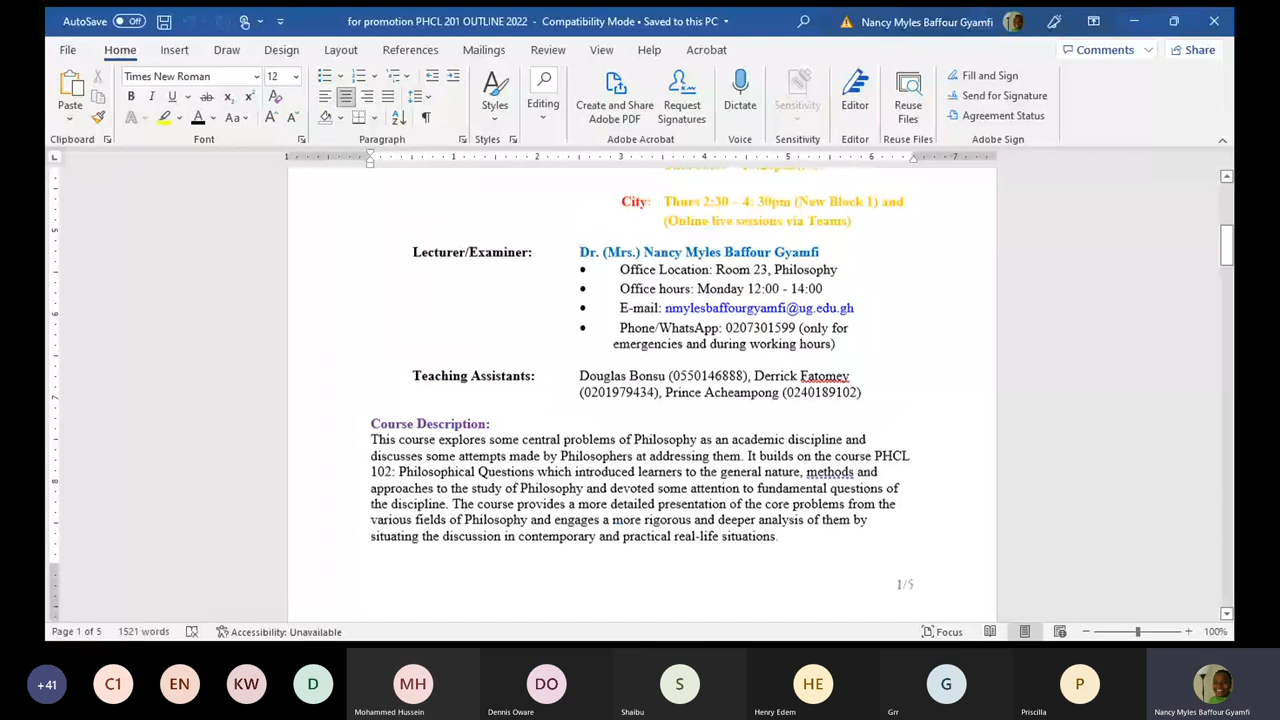 AutoSave Off for promotion PHCL 201 OUTLINE 2022 - Compatibility Mode • Saved to this PC Nancy Myles Baffour Gyamfi
File Home Insert Draw Design Layout References Mailings Review View Help Acrobat Comments Share
Times New Roman 12
Paste
Styles
Editing
Create and Share
Adobe PDF
Request
Signatures
Dictate
Sensitivity
Editor
Reuse
Files
Fill and Sign
Send for Signature
Agreement Status
Clipboard Font Paragraph Styles Adobe Acrobat Voice Sensitivity Editor Reuse Files Adobe Sign
1 1 2 3 4 5 6 7
City: Thurs 2:30 – 4: 30pm (New Block 1) and
(Online live sessions via Teams)
Lecturer/Examiner: Dr. (Mrs.) Nancy Myles Baffour Gyamfi
• Office Location: Room 23, Philosophy
• Office hours: Monday 12:00 - 14:00
• E-mail: nmylesbaffourgyamfi@ug.edu.gh
• Phone/WhatsApp: 0207301599 (only for
emergencies and during working hours)
Teaching Assistants: Douglas Bonsu (0550146888), Derrick Fatomey
(0201979434), Prince Acheampong (0240189102)
Course Description:
This course explores some central problems of Philosophy as an academic discipline and
discusses some attempts made by Philosophers at addressing them. It builds on the course PHCL
102: Philosophical Questions which introduced learners to the general nature, methods and
approaches to the study of Philosophy and devoted some attention to fundamental questions of
the discipline. The course provides a more detailed presentation of the core problems from the
various fields of Philosophy and engages a more rigorous and deeper analysis of them by
situating the discussion in contemporary and practical real-life situations.
1/5
Page 1 of 5 1521 words Accessibility: Unavailable Focus 100%
+41 C1 EN KW D MH DO S HE G P
Mohammed Hussein Dennis Oware Shaibu Henry Edem Grr Priscilla Nancy Myles Baffour Gyamfi